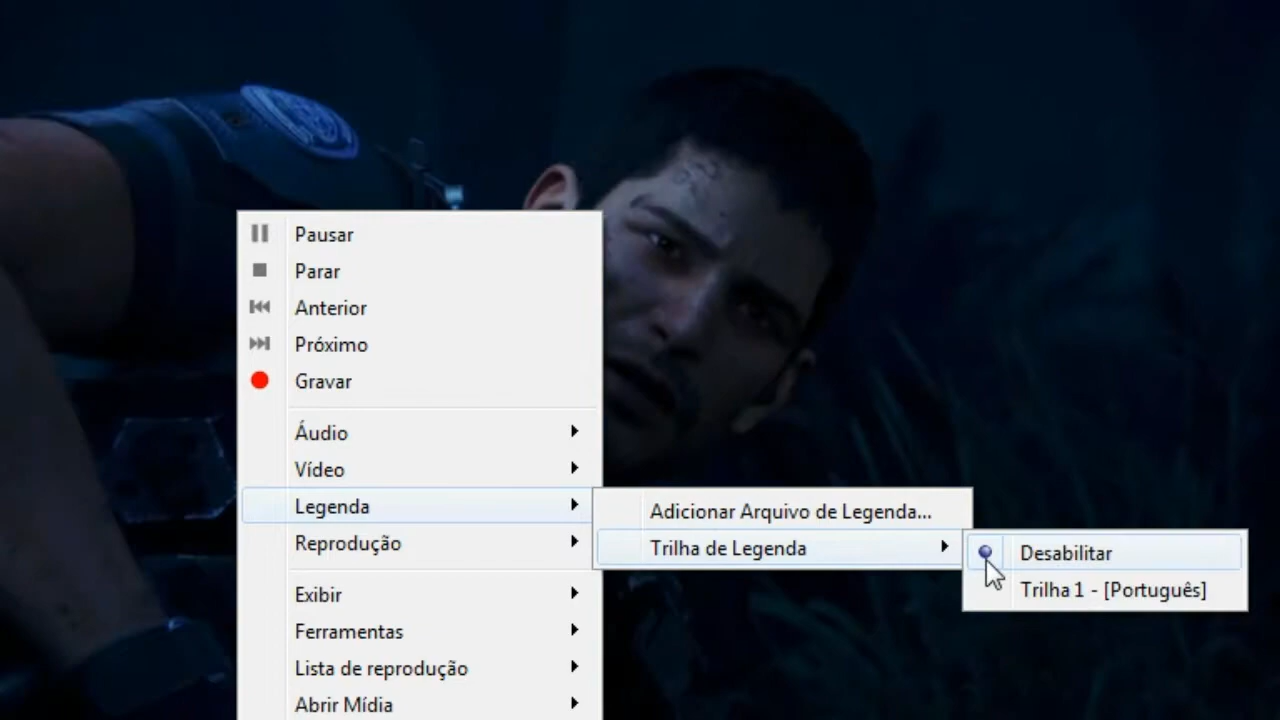 Pausar
Parar
Anterior
Próximo
Gravar
Áudio
Vídeo
Legenda
Reprodução
Exibir
Ferramentas
Lista de reprodução
Abrir Mídia
Adicionar Arquivo de Legenda...
Trilha de Legenda
Desabilitar
Trilha 1 - [Português]